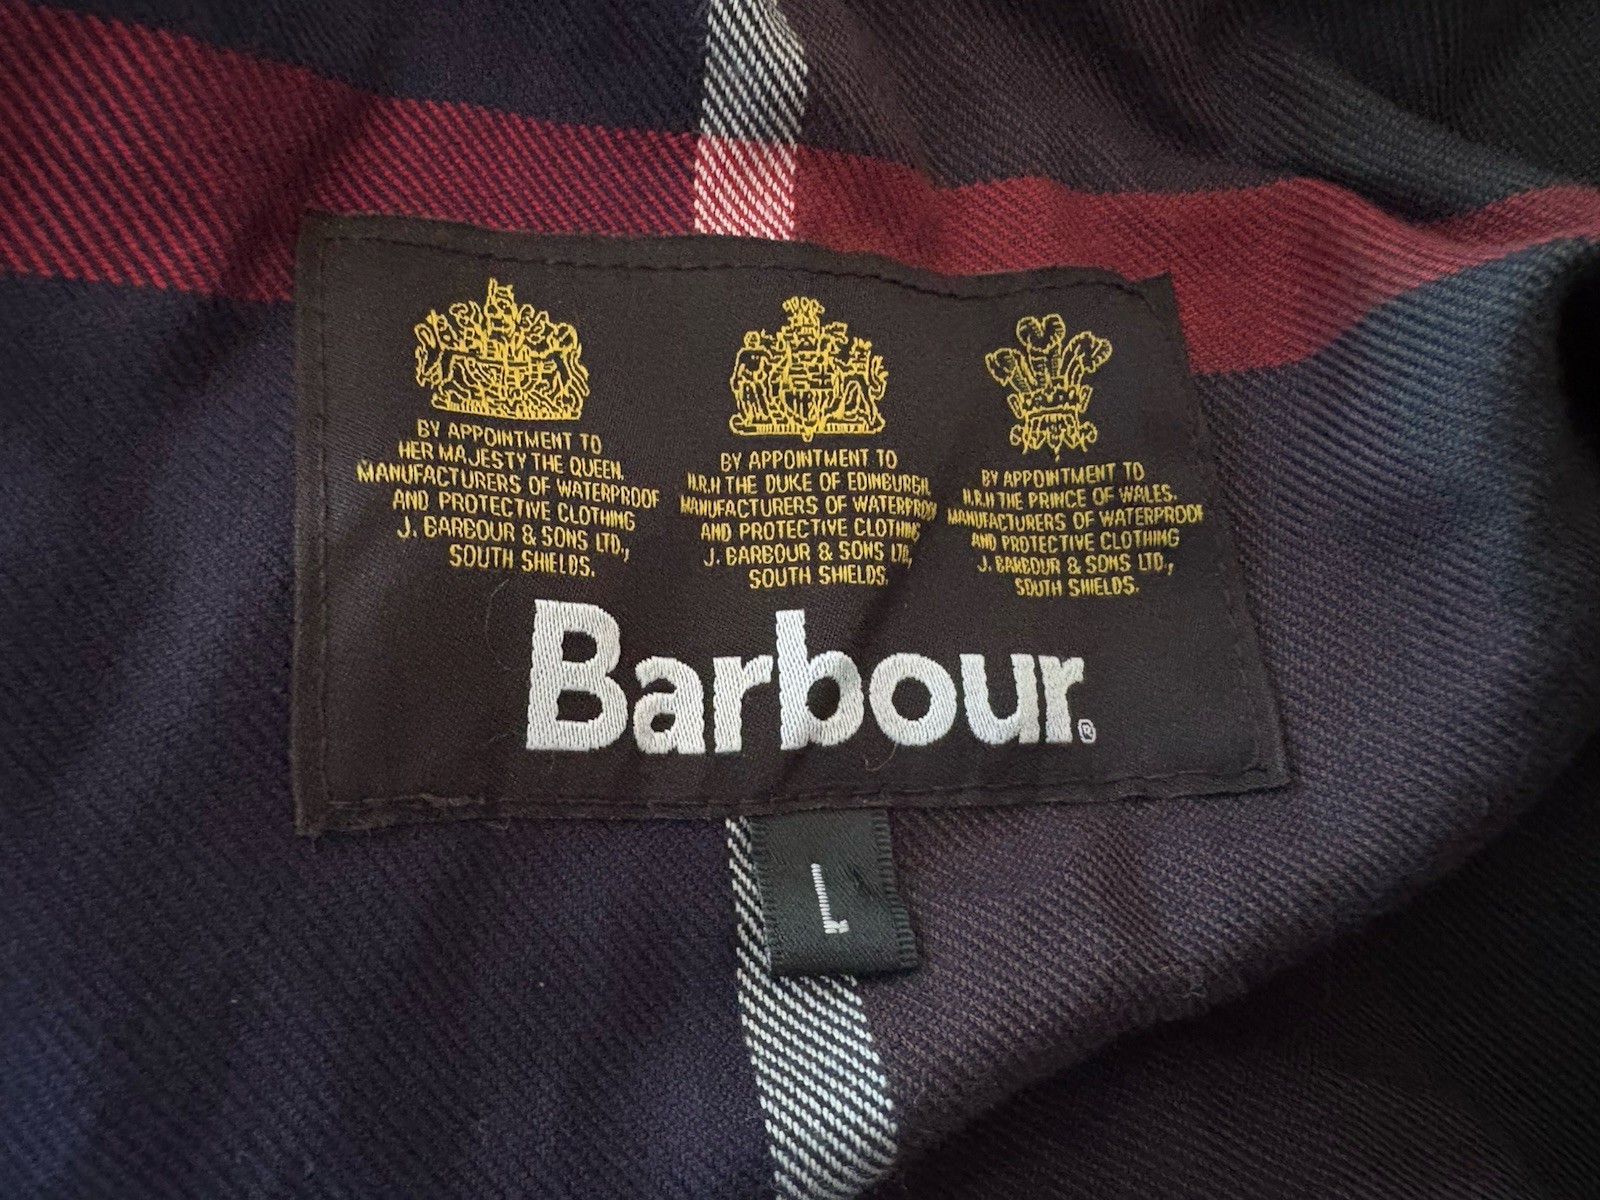 BY APPOINTMENT TO
HER MAJESTY THE QUEEN.
MANUFACTURERS OF WATERPROOF
AND PROTECTIVE CLOTHING
J. BARBOUR & SONS LTD.,
SOUTH SHIELDS.
BY APPOINTMENT TO
H.R.H THE DUKE OF EDINBURGH.
MANUFACTURERS OF WATERPROOF
AND PROTECTIVE CLOTHING
J. BARBOUR & SONS LTD.,
SOUTH SHIELDS.
BY APPOINTMENT TO
H.R.H THE PRINCE OF WALES.
MANUFACTURERS OF WATERPROOF
AND PROTECTIVE CLOTHING
J. BARBOUR & SONS LTD.,
SOUTH SHIELDS.
Barbour®
L